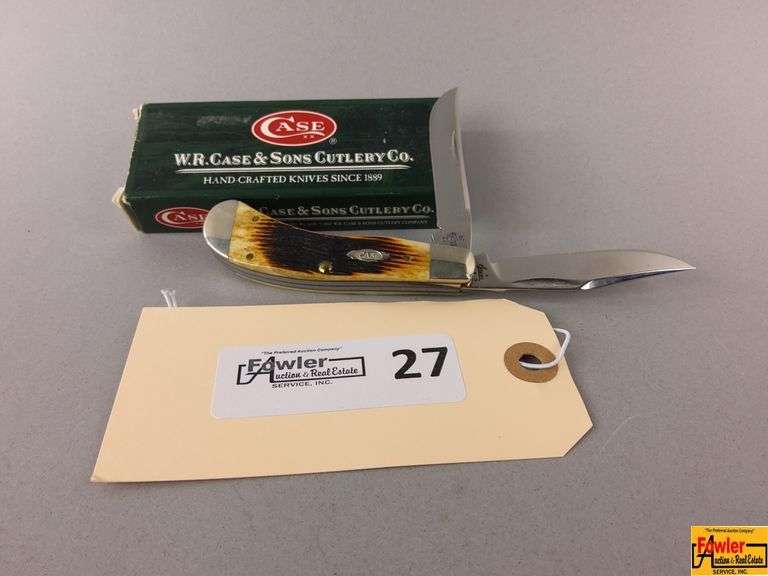 CASE
XX
®
W.R. CASE & SONS CUTLERY CO.
HAND-CRAFTED KNIVES SINCE 1889
CASE
CASE & SONS CUTLERY CO.
CASE
"The Preferred Auction Company"
Fowler
Auction & Real Estate
SERVICE, INC.
27
"The Preferred Auction Company"
Fowler
Auction & Real Estate
SERVICE, INC.